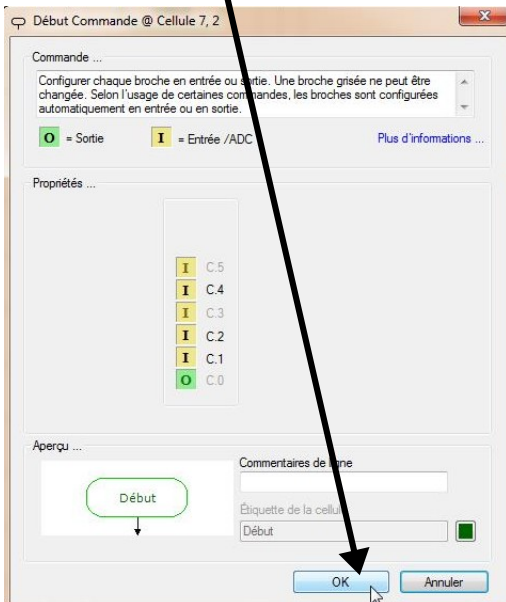 Début Commande @ Cellule 7, 2
Commande ...
Configurer chaque broche en entrée ou sortie. Une broche grisée ne peut être
changée. Selon l'usage de certaines commandes, les broches sont configurées
automatiquement en entrée ou en sortie.
O = Sortie I = Entrée /ADC Plus d'informations ...
Propriétés ...
I C.5
I C.4
I C.3
I C.2
I C.1
O C.0
Aperçu ...
Commentaires de ligne
Début
Étiquette de la cellule
Début
OK Annuler